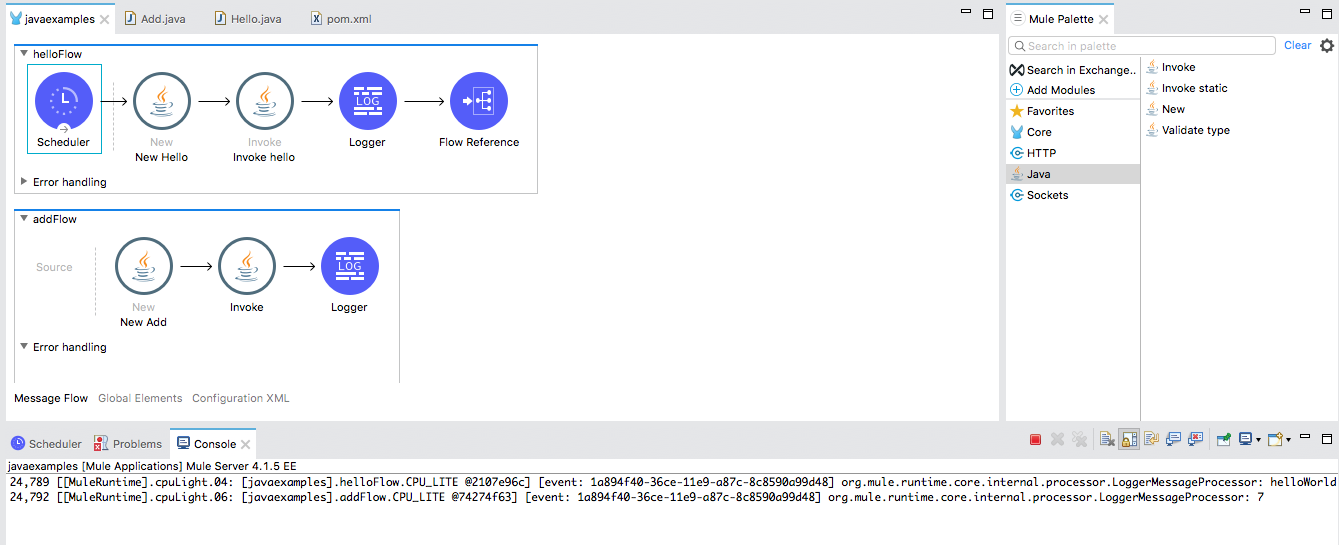 javaexamples Add.java Hello.java pom.xml
helloFlow
Scheduler
New
New Hello
Invoke
Invoke hello
LOG
Logger
Flow Reference
Error handling
addFlow
Source
New
New Add
Invoke
LOG
Logger
Error handling
Message Flow Global Elements Configuration XML
Mule Palette
Search in palette Clear
Search in Exchange..
Add Modules
Favorites
Core
HTTP
Java
Sockets
Invoke
Invoke static
New
Validate type
Scheduler Problems Console
javaexamples [Mule Applications] Mule Server 4.1.5 EE
24,789 [[MuleRuntime].cpuLight.04: [javaexamples].helloFlow.CPU_LITE @2107e96c] [event: 1a894f40-36ce-11e9-a87c-8c8590a99d48] org.mule.runtime.core.internal.processor.LoggerMessageProcessor: helloWorld
24,792 [[MuleRuntime].cpuLight.06: [javaexamples].addFlow.CPU_LITE @74274f63] [event: 1a894f40-36ce-11e9-a87c-8c8590a99d48] org.mule.runtime.core.internal.processor.LoggerMessageProcessor: 7